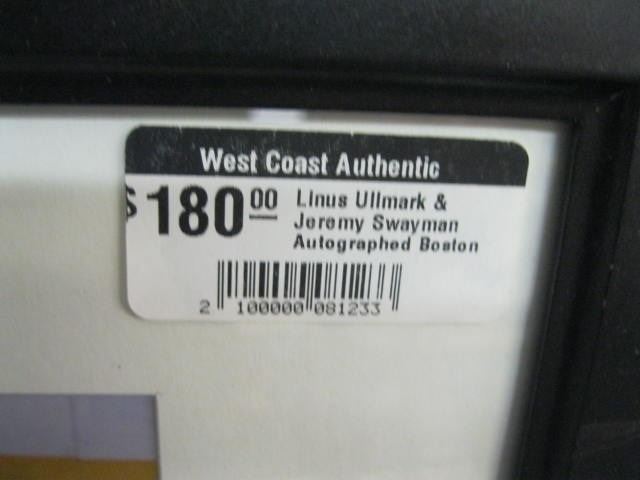 West Coast Authentic
$180.00 Linus Ullmark &
Jeremy Swayman
Autographed Boston
2 100000 081233